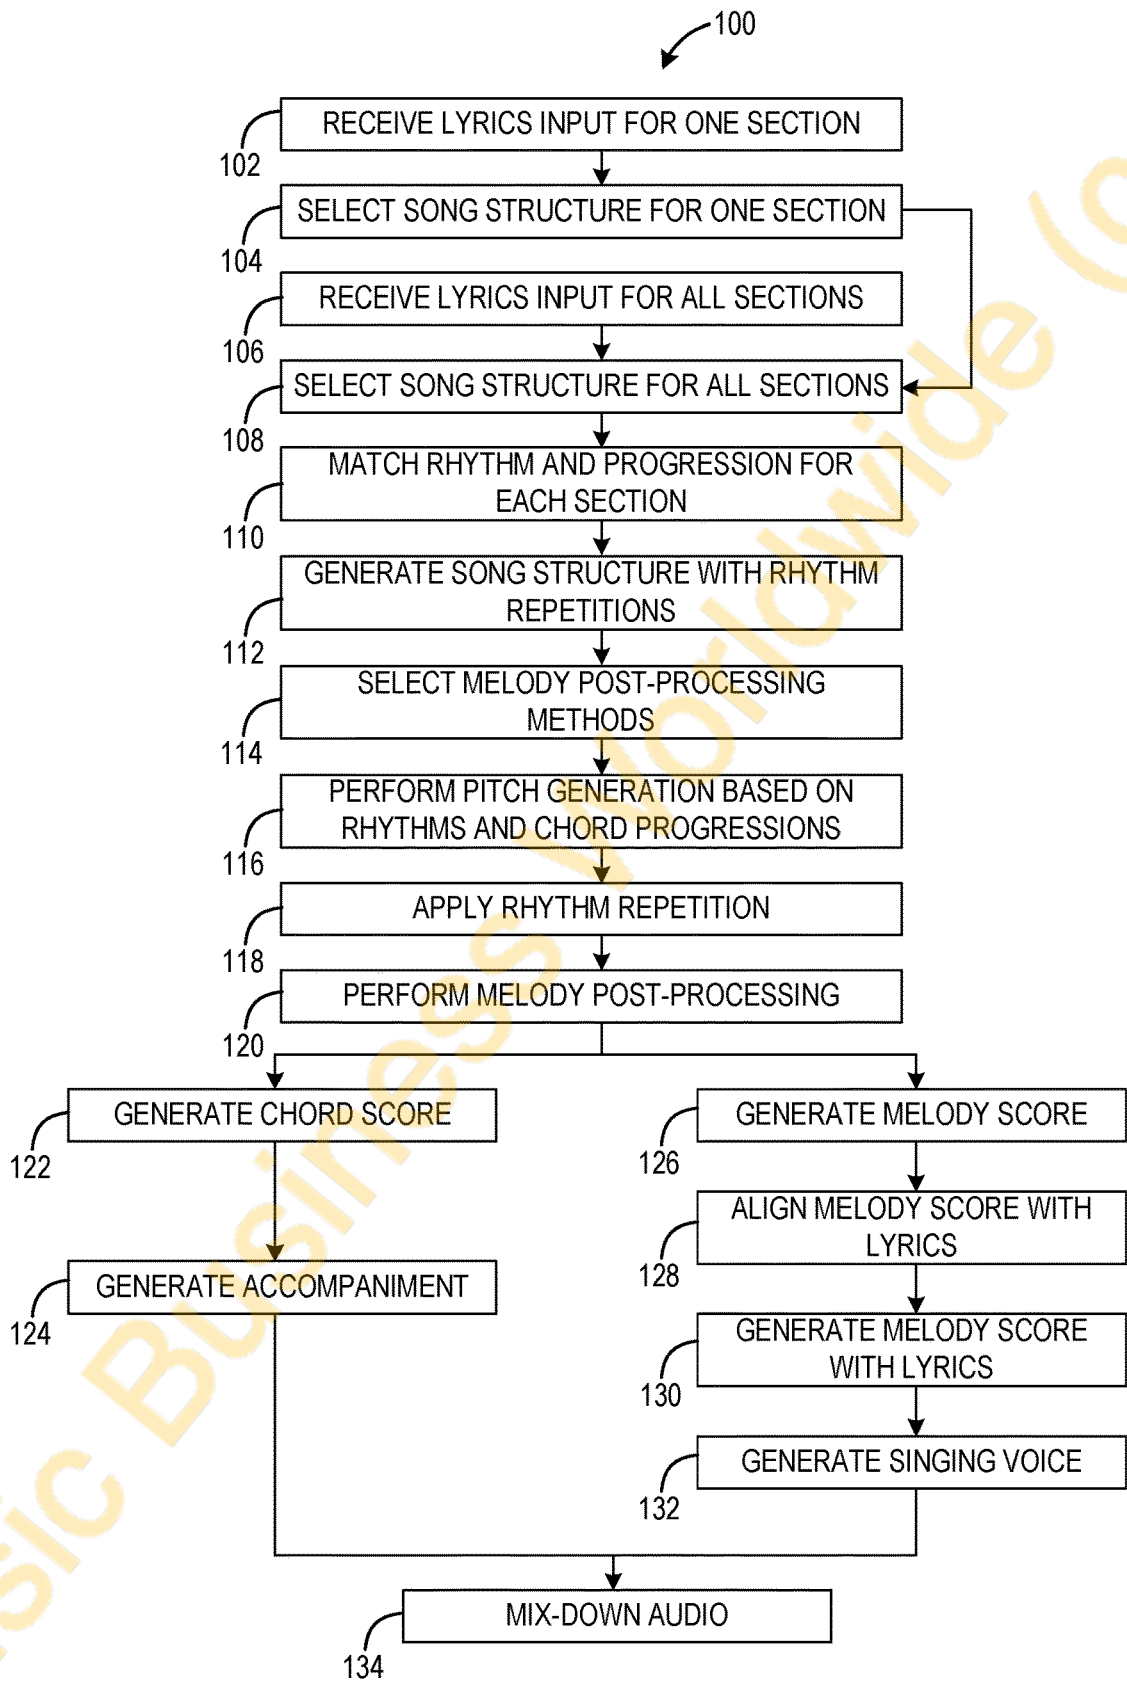 100
RECEIVE LYRICS INPUT FOR ONE SECTION
102
SELECT SONG STRUCTURE FOR ONE SECTION
104
RECEIVE LYRICS INPUT FOR ALL SECTIONS
106
SELECT SONG STRUCTURE FOR ALL SECTIONS
108
MATCH RHYTHM AND PROGRESSION FOR
EACH SECTION
110
GENERATE SONG STRUCTURE WITH RHYTHM
REPETITIONS
112
SELECT MELODY POST-PROCESSING
METHODS
114
PERFORM PITCH GENERATION BASED ON
RHYTHMS AND CHORD PROGRESSIONS
116
APPLY RHYTHM REPETITION
118
PERFORM MELODY POST-PROCESSING
120
GENERATE CHORD SCORE
122
GENERATE ACCOMPANIMENT
124
GENERATE MELODY SCORE
126
ALIGN MELODY SCORE WITH
LYRICS
128
GENERATE MELODY SCORE
WITH LYRICS
130
GENERATE SINGING VOICE
132
MIX-DOWN AUDIO
134
sic Business Worldwide (c